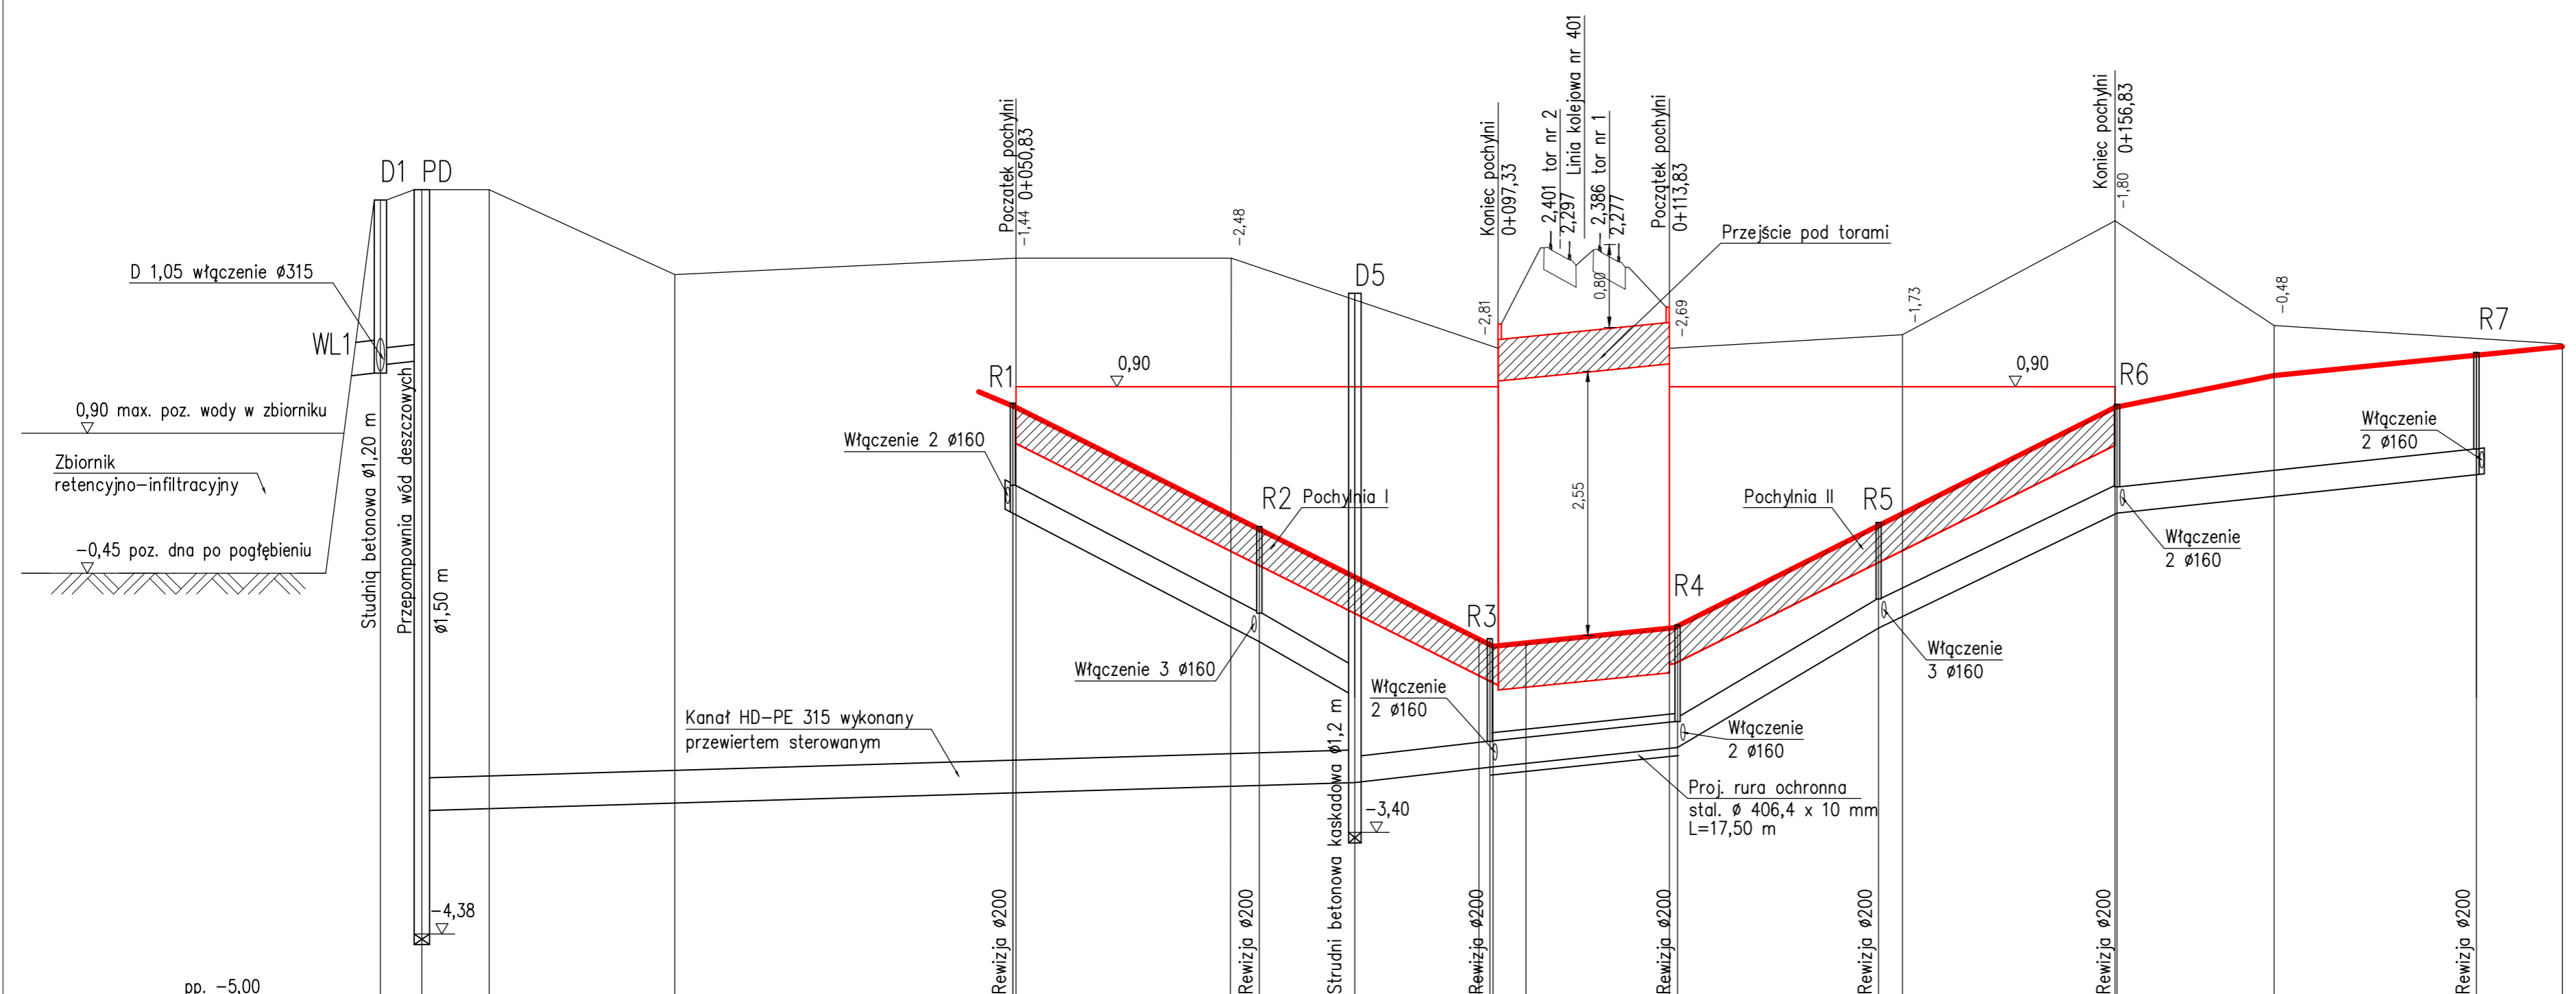 D1 PD
D 1,05 włączenie ø315
WL1
0,90 max. poz. wody w zbiorniku
Zbiornik
retencyjno-infiltracyjny
-0,45 poz. dna po pogłębieniu
pp. -5,00
Studnią betonowa ø1,20 m
Przepompownia wód deszczowych
ø1,50 m
-4,38
Początek pochylni
-1,44 0+050,83
-2,48
R1
0,90
Włączenie 2 ø160
R2
Pochylnia I
Włączenie 3 ø160
Kanał HD-PE 315 wykonany
przewiertem sterowanym
D5
Strudni betonowa kaskadowa ø1,2 m
-3,40
Koniec pochylni
0+097,33
-2,81
2,401 tor nr 2
2,297
Linia kolejowa nr 401
2,386 tor nr 1
2,277
0,80
Początek pochylni
0+113,83
-2,69
Przejście pod torami
2,55
R3
Włączenie
2 ø160
R4
Włączenie
2 ø160
Proj. rura ochronna
stal. ø 406,4 x 10 mm
L=17,50 m
Pochylnia II
R5
-1,73
0,90
Włączenie
3 ø160
Koniec pochylni
-1,80 0+156,83
R6
Włączenie
2 ø160
-0,48
R7
Włączenie
2 ø160
Rewizja ø200
Rewizja ø200
Rewizja ø200
Rewizja ø200
Rewizja ø200
Rewizja ø200
Rewizja ø200